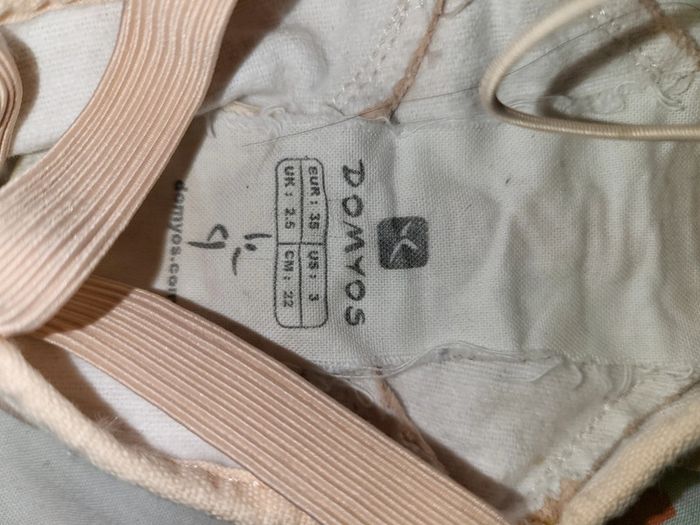 DOMYOS
EUR : 35 US : 3
UK : 2.5 CM : 22
domyos.com